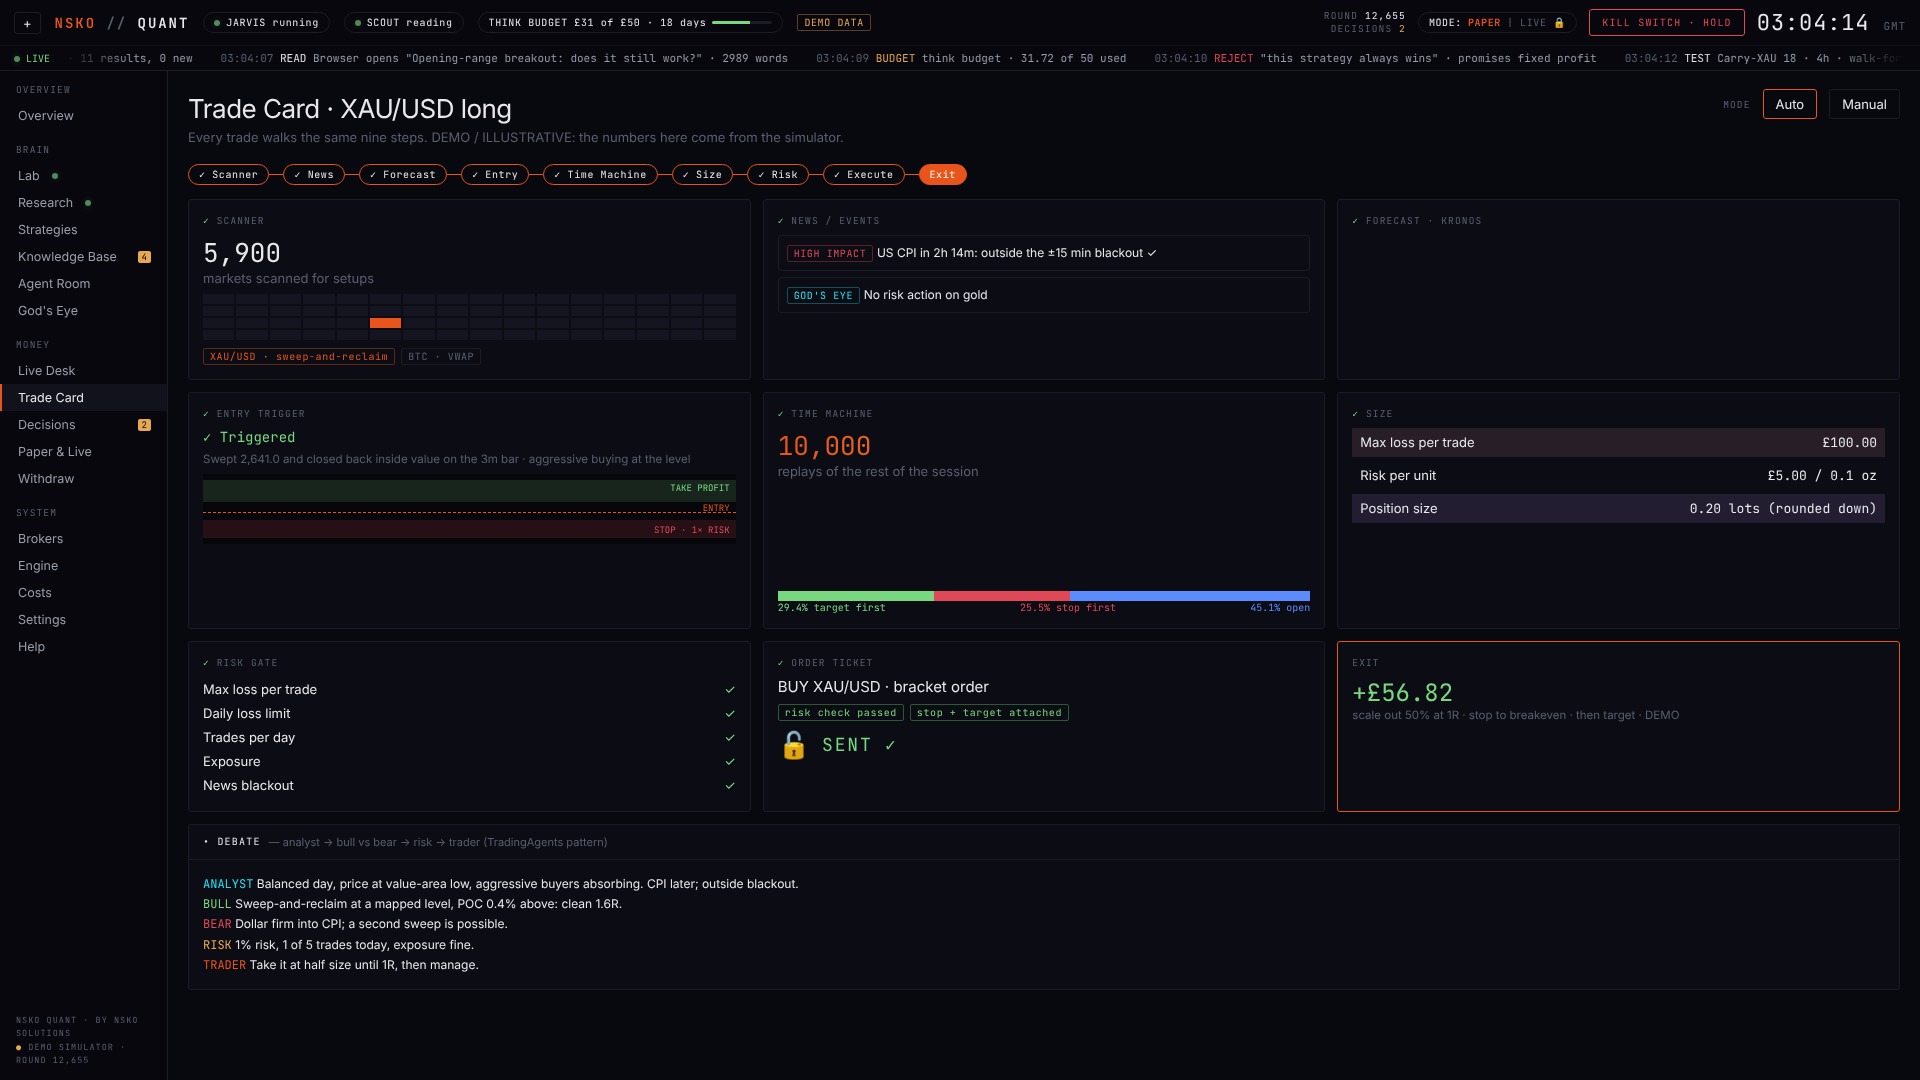 + NSKO // QUANT JARVIS running SCOUT reading THINK BUDGET £31 of £50 · 18 days DEMO DATA ROUND 12,655 DECISIONS 2 MODE: PAPER | LIVE KILL SWITCH · HOLD 03:04:14 GMT
LIVE · 11 results, 0 new 03:04:07 READ Browser opens "Opening-range breakout: does it still work?" · 2989 words 03:04:09 BUDGET think budget · 31.72 of 50 used 03:04:10 REJECT "this strategy always wins" · promises fixed profit 03:04:12 TEST Carry-XAU 18 · 4h · walk-for
OVERVIEW
Overview
BRAIN
Lab
Research
Strategies
Knowledge Base 4
Agent Room
God's Eye
MONEY
Live Desk
Trade Card
Decisions 2
Paper & Live
Withdraw
SYSTEM
Brokers
Engine
Costs
Settings
Help
NSKO QUANT · BY NSKO
SOLUTIONS
DEMO SIMULATOR ·
ROUND 12,655
Trade Card · XAU/USD long
MODE Auto Manual
Every trade walks the same nine steps. DEMO / ILLUSTRATIVE: the numbers here come from the simulator.
✓ Scanner ✓ News ✓ Forecast ✓ Entry ✓ Time Machine ✓ Size ✓ Risk ✓ Execute Exit
✓ SCANNER
5,900
markets scanned for setups
XAU/USD · sweep-and-reclaim BTC · VWAP
✓ NEWS / EVENTS
HIGH IMPACT US CPI in 2h 14m: outside the ±15 min blackout ✓
GOD'S EYE No risk action on gold
✓ FORECAST · KRONOS
✓ ENTRY TRIGGER
✓ Triggered
Swept 2,641.0 and closed back inside value on the 3m bar · aggressive buying at the level
TAKE PROFIT
ENTRY
STOP · 1× RISK
✓ TIME MACHINE
10,000
replays of the rest of the session
29.4% target first 25.5% stop first 45.1% open
✓ SIZE
Max loss per trade £100.00
Risk per unit £5.00 / 0.1 oz
Position size 0.20 lots (rounded down)
✓ RISK GATE
Max loss per trade ✓
Daily loss limit ✓
Trades per day ✓
Exposure ✓
News blackout ✓
✓ ORDER TICKET
BUY XAU/USD · bracket order
risk check passed stop + target attached
SENT ✓
EXIT
+£56.82
scale out 50% at 1R · stop to breakeven · then target · DEMO
• DEBATE — analyst → bull vs bear → risk → trader (TradingAgents pattern)
ANALYST Balanced day, price at value-area low, aggressive buyers absorbing. CPI later; outside blackout.
BULL Sweep-and-reclaim at a mapped level, POC 0.4% above: clean 1.6R.
BEAR Dollar firm into CPI; a second sweep is possible.
RISK 1% risk, 1 of 5 trades today, exposure fine.
TRADER Take it at half size until 1R, then manage.